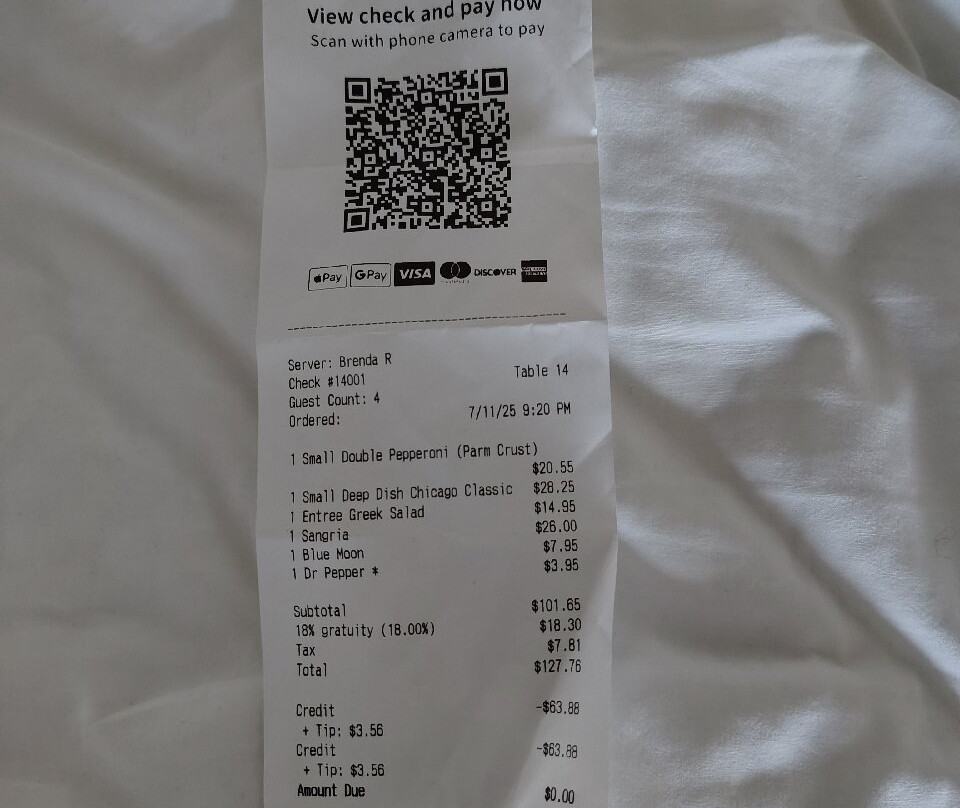 View check and pay now
Scan with phone camera to pay
Pay GPay VISA DISCOVER
Server: Brenda R
Check #14001 Table 14
Guest Count: 4
Ordered: 7/11/25 9:20 PM
1 Small Double Pepperoni (Parm Crust)
$20.55
1 Small Deep Dish Chicago Classic $28.25
1 Entree Greek Salad $14.95
1 Sangria $26.00
1 Blue Moon $7.95
1 Dr Pepper * $3.95
Subtotal $101.65
18% gratuity (18.00%) $18.30
Tax $7.81
Total $127.76
Credit -$63.88
+ Tip: $3.56
Credit -$63.88
+ Tip: $3.56
Amount Due $0.00